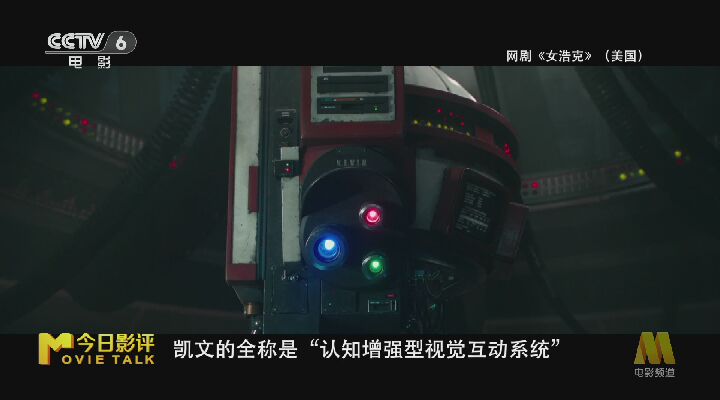 CCTV 6
电影
网剧《女浩克》（美国）
KEVIN
今日影评
MOVIE TALK
凯文的全称是“认知增强型视觉互动系统”
电影频道